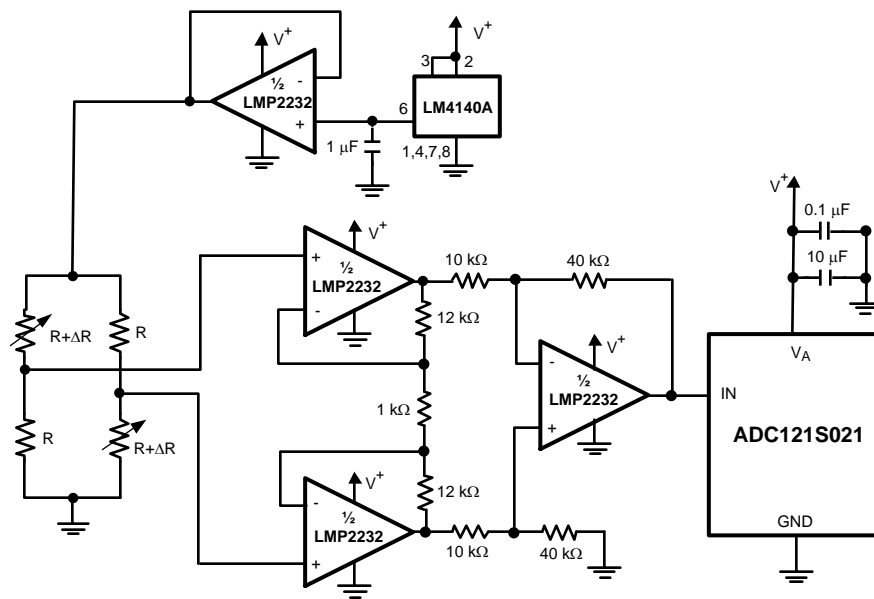 V+
V+
3
2
½
LMP2232
-
+
6
LM4140A
1 µF
1,4,7,8
V+
0.1 µF
10 µF
V+
+
½
LMP2232
-
10 kΩ
40 kΩ
12 kΩ
R+ΔR
R
V+
-
½
LMP2232
+
VA
IN
ADC121S021
GND
1 kΩ
R
R+ΔR
V+
-
½
LMP2232
+
12 kΩ
10 kΩ
40 kΩ